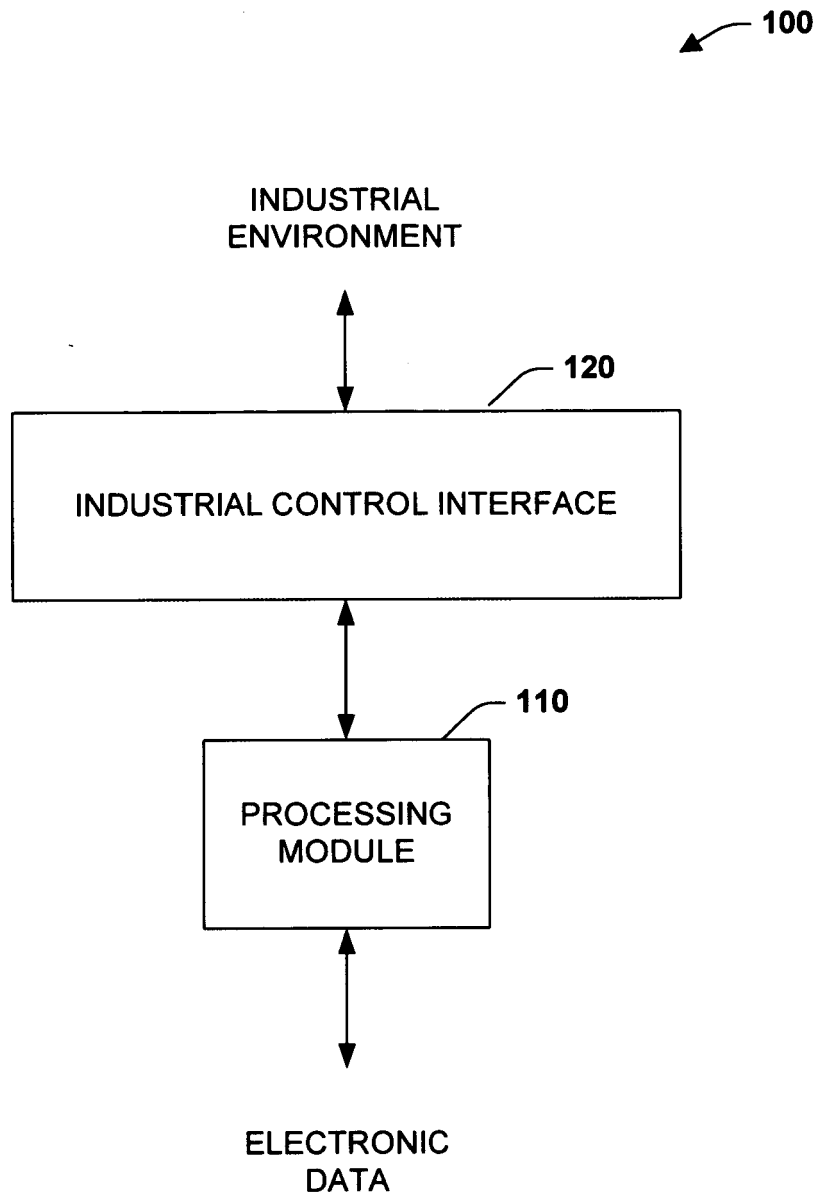 100
INDUSTRIAL
ENVIRONMENT
120
INDUSTRIAL CONTROL INTERFACE
110
PROCESSING
MODULE
ELECTRONIC
DATA